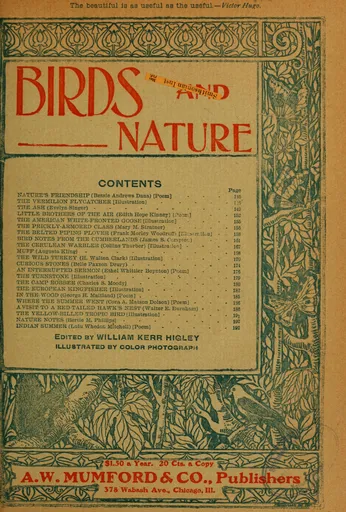 The beautiful is as useful as the useful.—Victor Hugo.
BIRDS AND
NATURE
CONTENTS
Page
NATURE'S FRIENDSHIP (Bessie Andrews Dana) [Poem]
THE VERMILION FLYCATCHER [Illustration]
THE ASH
LITTLE BROTHERS OF THE AIR (Edith Hope Kinney) [Poem]
THE AMERICAN WHITE-FRONTED GOOSE [Illustration]
THE PRICKLY-ARMORED CLASS (Mary M.
THE BELTED PIPING PLOVER (Frank Morley Woodruff) [Illustration]
BIRD NOTES FROM THE CUMBERLANDS (James S. Compton)
THE CERULEAN WARBLER (Celine Thorber) [Illustration]
MUFF (Augusta King)
THE WILD TURKEY (H. Walton Clark) [Illustration]
CURIOUS STONES (Belle Paxson Drury)
AN INTERRUPTED SERMON (Ethel Whittier Boynton) [Poem]
THE TURNSTONE [Illustration]
THE CAMP ROBBER (Charles S. Moody)
THE EUROPEAN KINGFISHER [Illustration]
IN THE WOOD (George H. Maitland) [Poem]
WHERE THE SUMMER WENT (Cora A. Matson Dolson) [Poem]
A VISIT TO A RED-TAILED HAWK'S NEST (Walter E. Burnham)
THE YELLOW-BILLED TROPIC BIRD [Illustration]
NATURE NOTES (Sarvis M. Phillips)
INDIAN SUMMER (Lulu Whedon Mitchell) [Poem]
EDITED BY WILLIAM KERR HIGLEY
ILLUSTRATED BY COLOR PHOTOGRAPHY
$1.50 a Year. 20 Cts. a Copy
A. W. MUMFORD & CO., Publishers
378 Wabash Ave., Chicago, Ill.